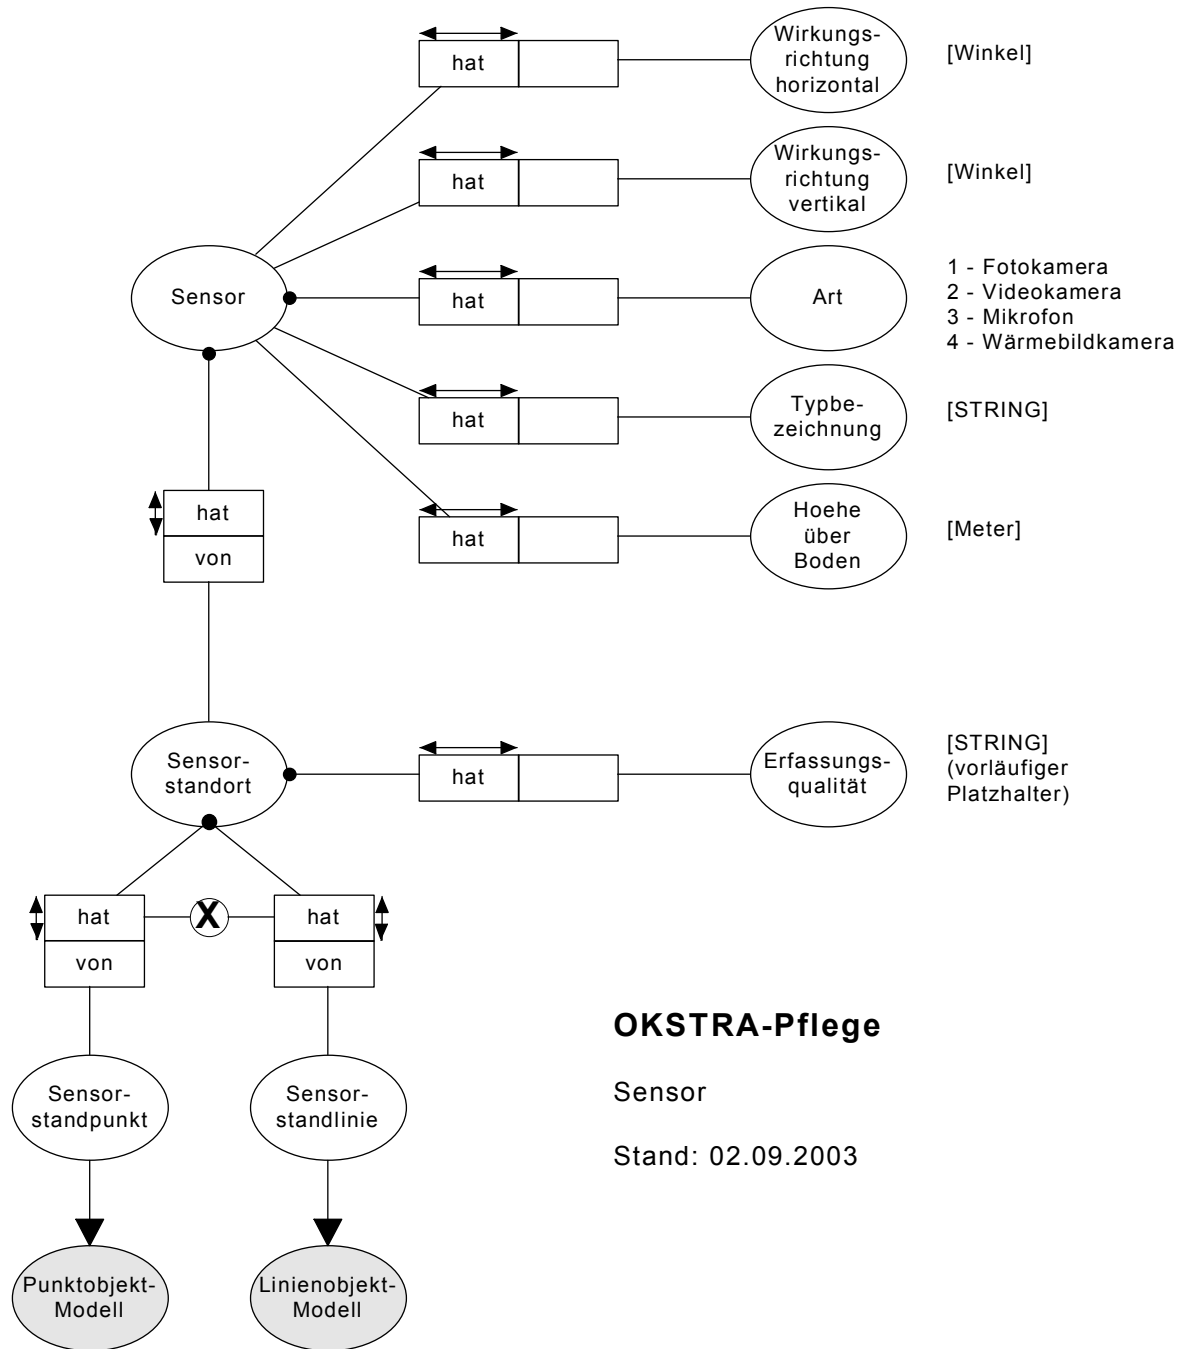 hat
Wirkungs-
richtung
horizontal
[Winkel]
hat
Wirkungs-
richtung
vertikal
[Winkel]
Sensor
hat
Art
1 - Fotokamera
2 - Videokamera
3 - Mikrofon
4 - Wärmebildkamera
hat
Typbe-
zeichnung
[STRING]
hat
von
hat
Hoehe
über
Boden
[Meter]
Sensor-
standort
hat
Erfassungs-
qualität
[STRING]
(vorläufiger
Platzhalter)
hat
von
X
hat
von
Sensor-
standpunkt
Sensor-
standlinie
Punktobjekt-
Modell
Linienobjekt-
Modell
OKSTRA-Pflege
Sensor
Stand: 02.09.2003